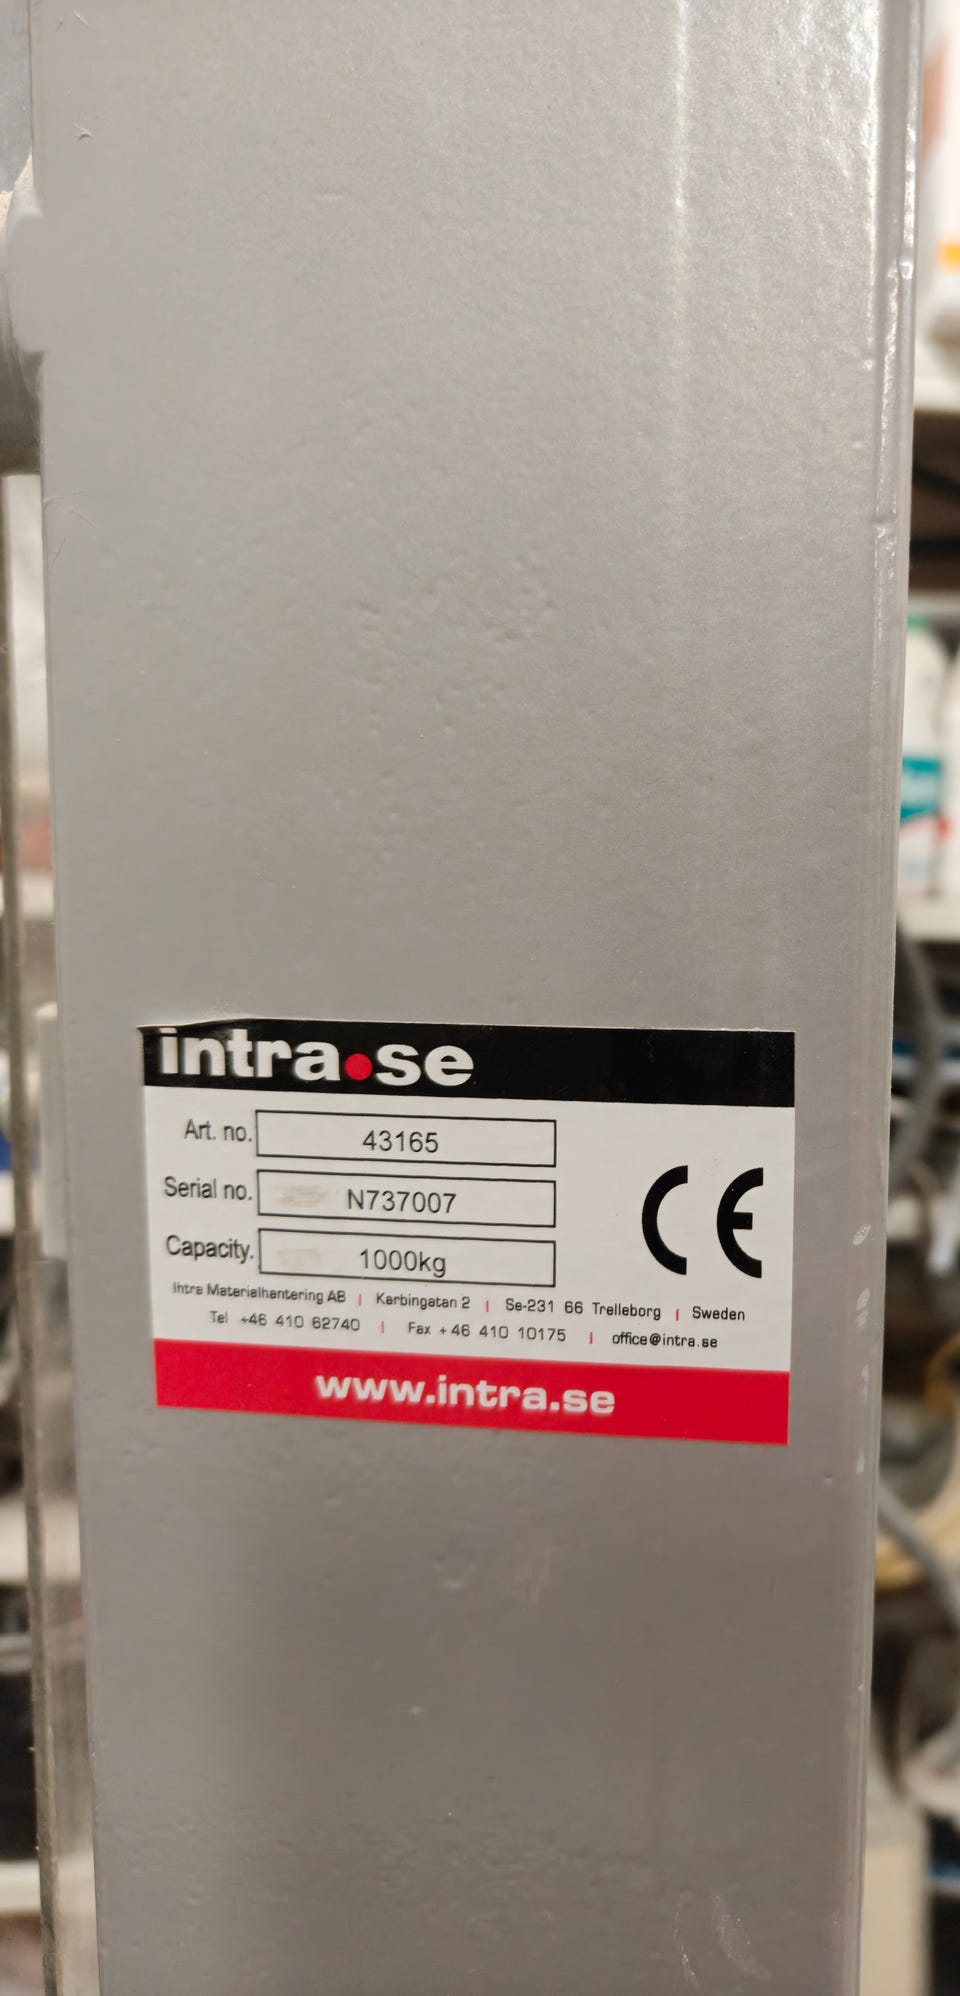 intra.se
Art. no. 43165
Serial no. N737007
Capacity. 1000kg
Intra Materialhantering AB | Karbingatan 2 | Se-231 66 Trelleborg | Sweden
Tel +46 410 62740 | Fax +46 410 10175 | office@intra.se
www.intra.se
CE